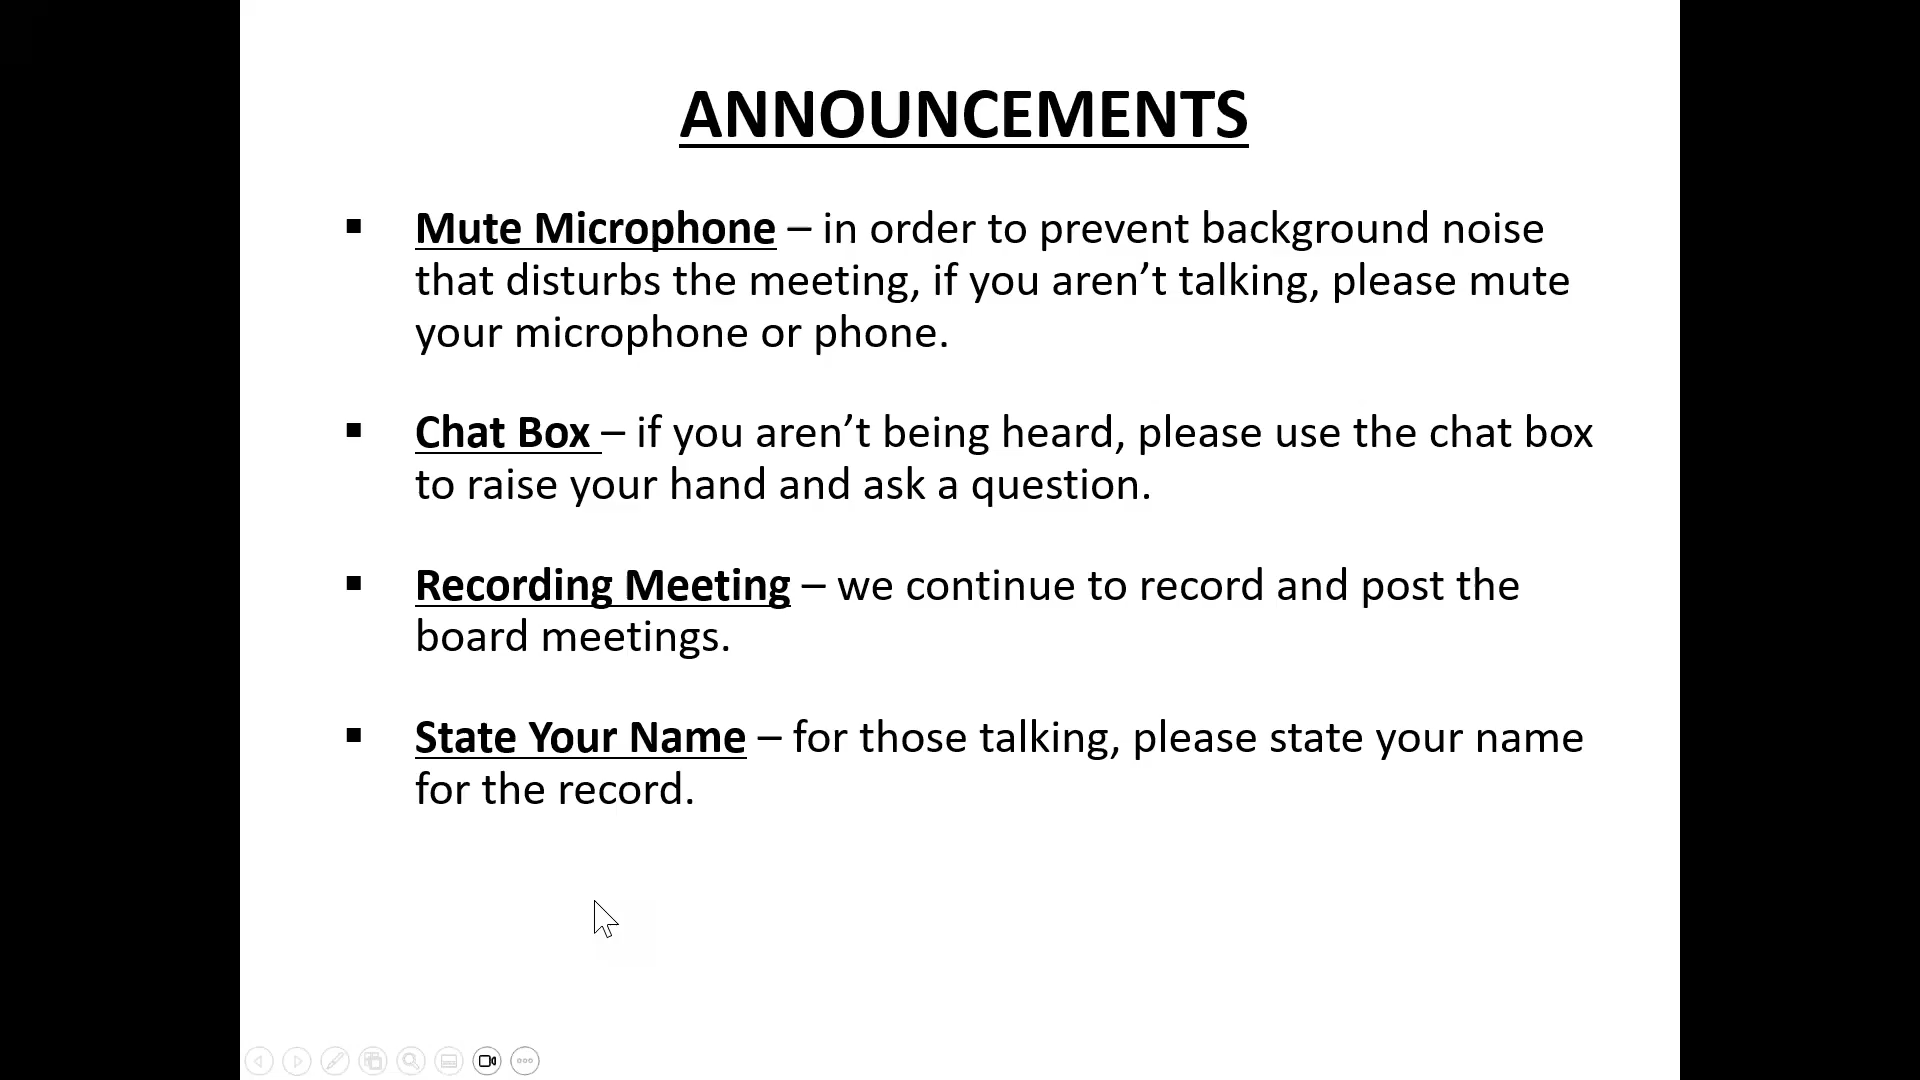 ANNOUNCEMENTS
▪ Mute Microphone – in order to prevent background noise
that disturbs the meeting, if you aren’t talking, please mute
your microphone or phone.
▪ Chat Box – if you aren’t being heard, please use the chat box
to raise your hand and ask a question.
▪ Recording Meeting – we continue to record and post the
board meetings.
▪ State Your Name – for those talking, please state your name
for the record.